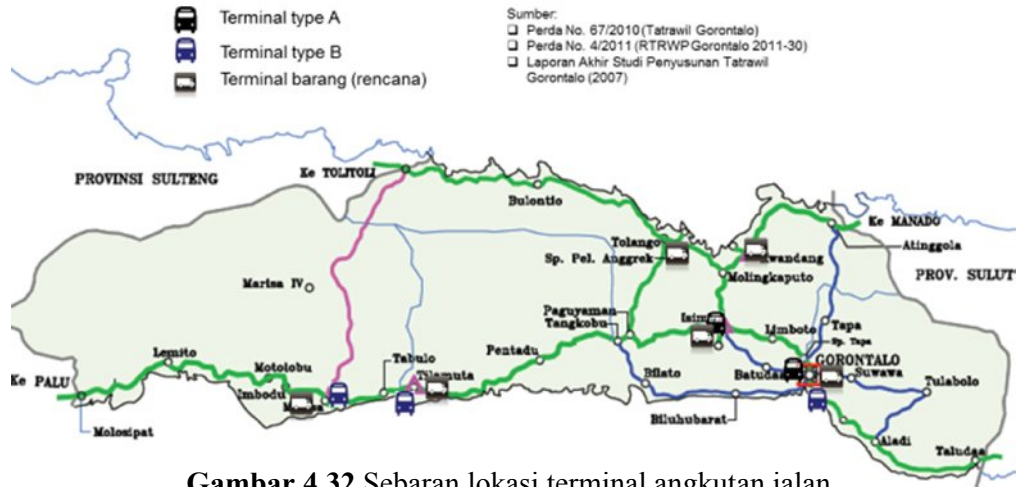 Terminal type A
Terminal type B
Terminal barang (rencana)
Sumber:
Perda No. 67/2010 (Tatrawil Gorontalo)
Perda No. 4/2011 (RTRWP Gorontalo 2011-30)
Laporan Akhir Studi Penyusunan Tatrawil
Gorontalo (2007)
PROVINSI SULTENG
Ke TOLITOLI
Bulontio
Ke MANADO
Atinggola
PROV. SULUT
Tolango
Sp. Pel. Anggrek
Molingkaputo
Marisa IV
Paguyaman
Tangkobu
Limboto
Tapa
Sp. Tapa
GORONTALO
Lemito
Pentadu
Motolobu
Tabulo
Tilamuta
Bilato
Batudaa
Suwawa
Tulabolo
Ke PALU
Imbodu
Biluhubarat
Molosipat
Aladi
Taludaa
Gambar 4.32 Sebaran lokasi terminal angkutan jalan